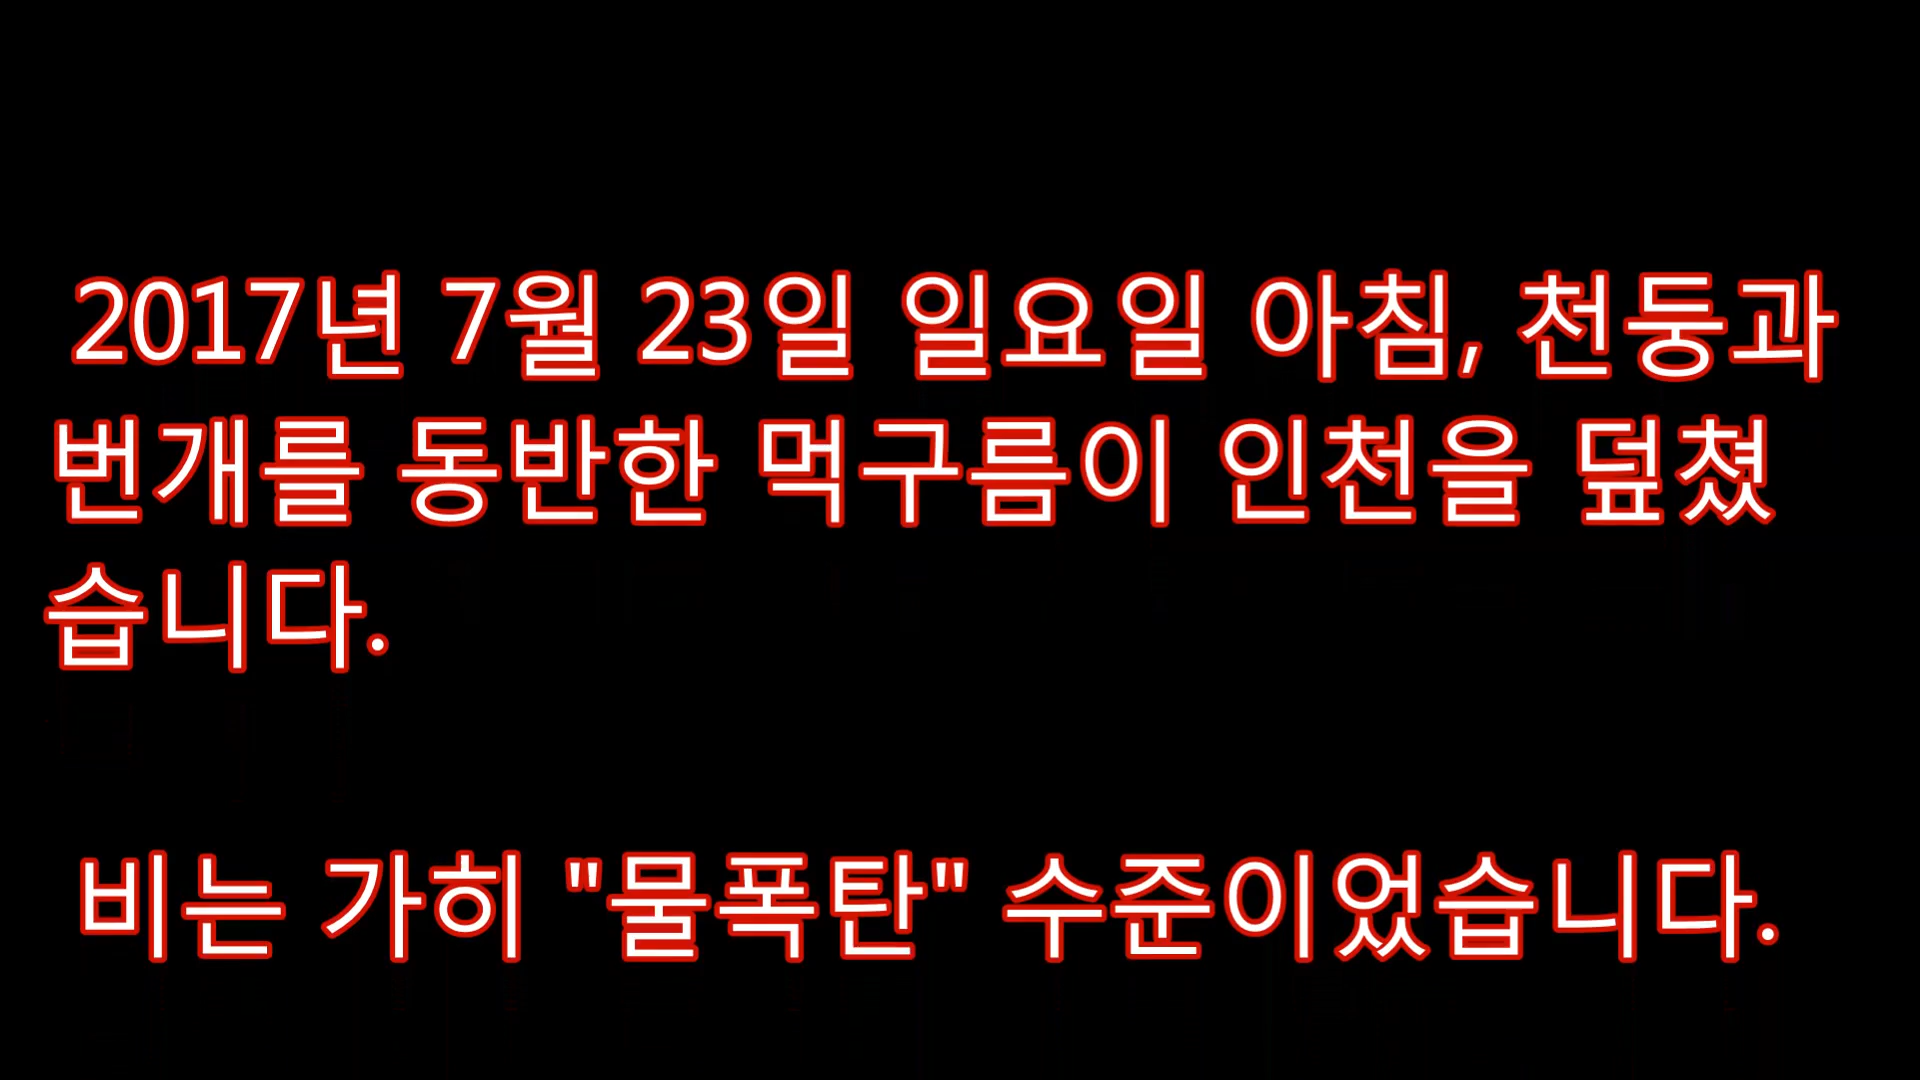 2017년 7월 23일 일요일 아침, 천둥과
번개를 동반한 먹구름이 인천을 덮쳤
습니다.
비는 가히 "물폭탄" 수준이었습니다.